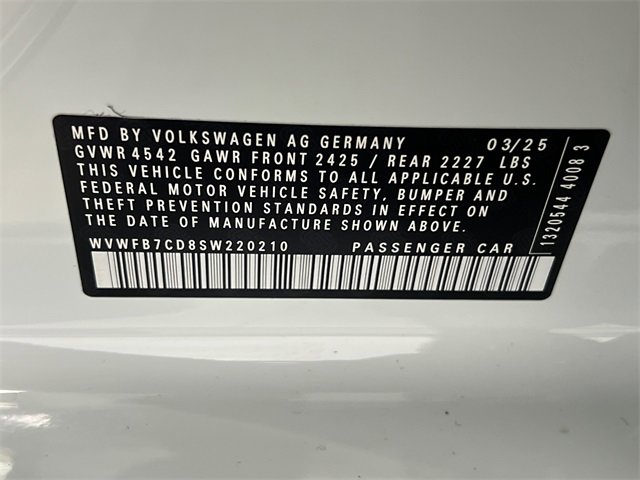 MFD BY VOLKSWAGEN AG GERMANY 03/25
GVWR 4542 GAWR FRONT 2425 / REAR 2227 LBS
THIS VEHICLE CONFORMS TO ALL APPLICABLE U.S.
FEDERAL MOTOR VEHICLE SAFETY, BUMPER AND
THEFT PREVENTION STANDARDS IN EFFECT ON
THE DATE OF MANUFACTURE SHOWN ABOVE.
WVWFB7CD8SW220210 PASSENGER CAR
1320544 4008 3